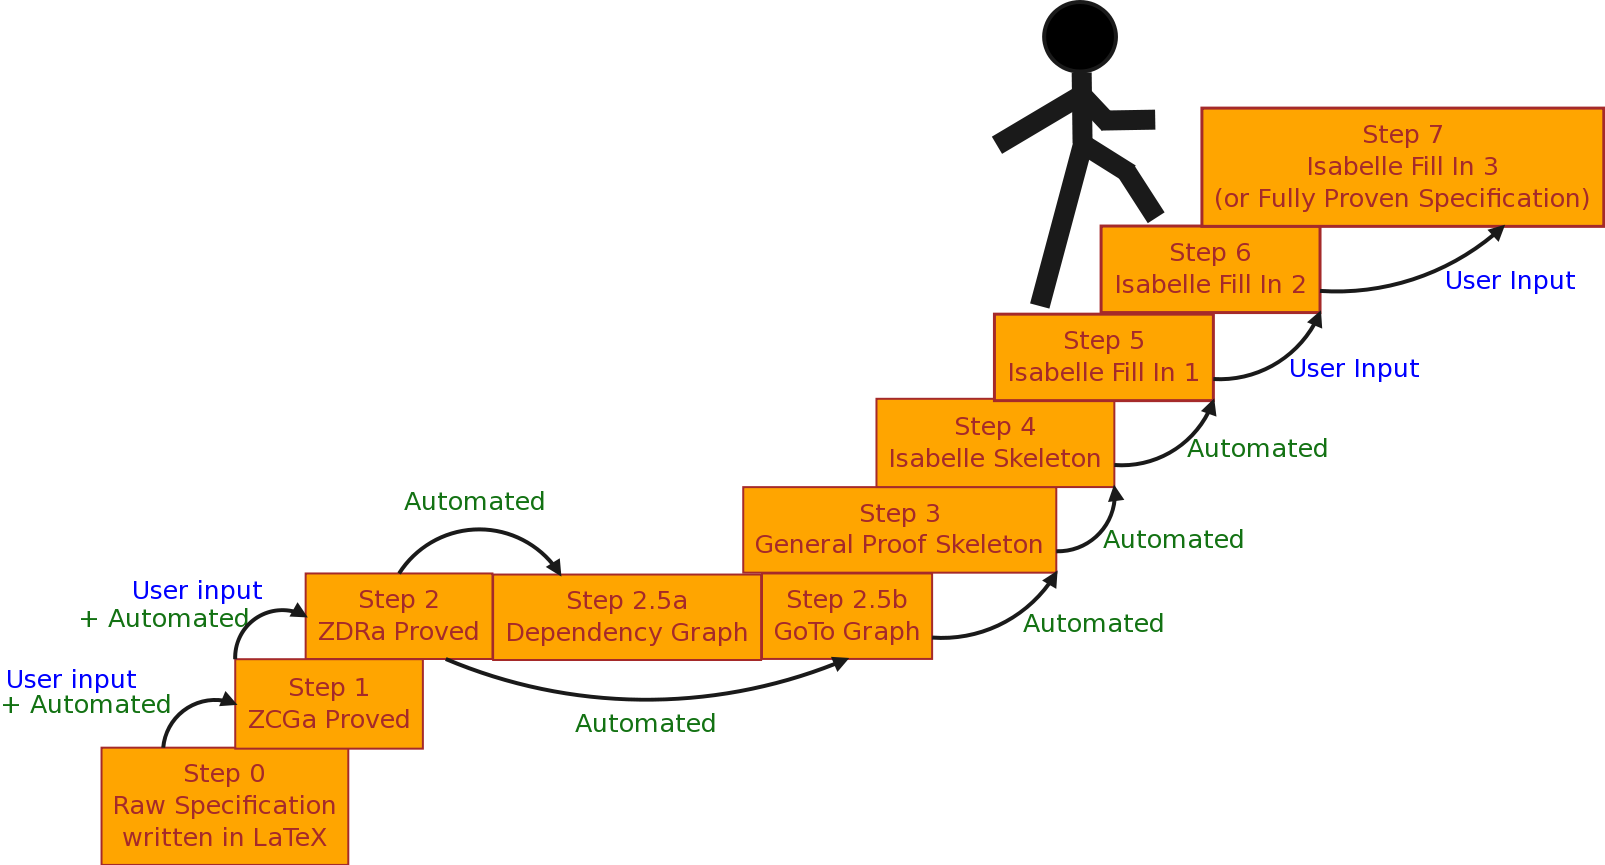 Step 7
Isabelle Fill In 3
(or Fully Proven Specification)
Step 6
Isabelle Fill In 2
User Input
Step 5
Isabelle Fill In 1
User Input
Step 4
Isabelle Skeleton
Automated
Automated
Step 3
General Proof Skeleton
Automated
User input
+ Automated
Step 2
ZDRa Proved
Step 2.5a
Dependency Graph
Step 2.5b
GoTo Graph
Automated
User input
+ Automated
Step 1
ZCGa Proved
Automated
Step 0
Raw Specification
written in LaTeX